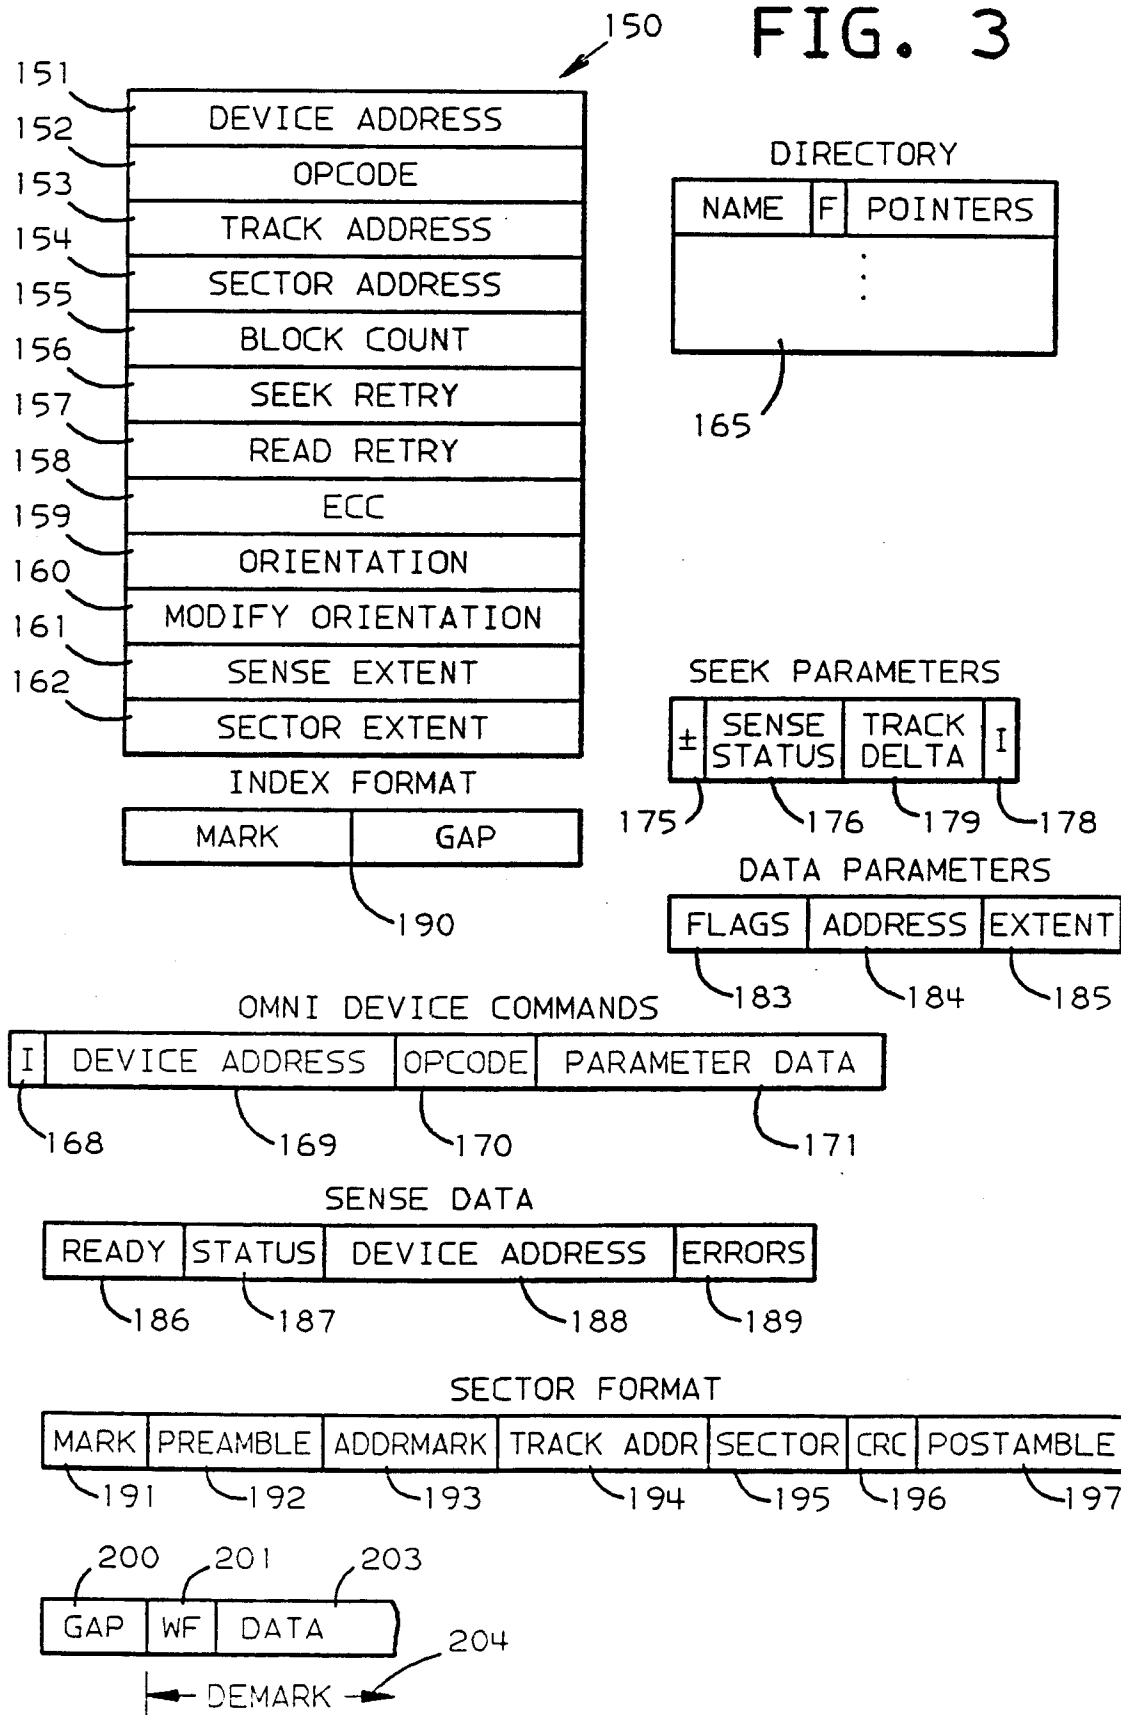 FIG. 3
150
151
DEVICE ADDRESS
152
OPCODE
153
TRACK ADDRESS
154
SECTOR ADDRESS
155
BLOCK COUNT
156
SEEK RETRY
157
READ RETRY
158
ECC
159
ORIENTATION
160
MODIFY ORIENTATION
161
SENSE EXTENT
162
SECTOR EXTENT
DIRECTORY
NAME F POINTERS
165
INDEX FORMAT
MARK GAP
190
SEEK PARAMETERS
± SENSE STATUS TRACK DELTA I
175 176 179 178
DATA PARAMETERS
FLAGS ADDRESS EXTENT
183 184 185
OMNI DEVICE COMMANDS
I DEVICE ADDRESS OPCODE PARAMETER DATA
168 169 170 171
SENSE DATA
READY STATUS DEVICE ADDRESS ERRORS
186 187 188 189
SECTOR FORMAT
MARK PREAMBLE ADDRMARK TRACK ADDR SECTOR CRC POSTAMBLE
191 192 193 194 195 196 197
200 201 203
GAP WF DATA
204
DEMARK